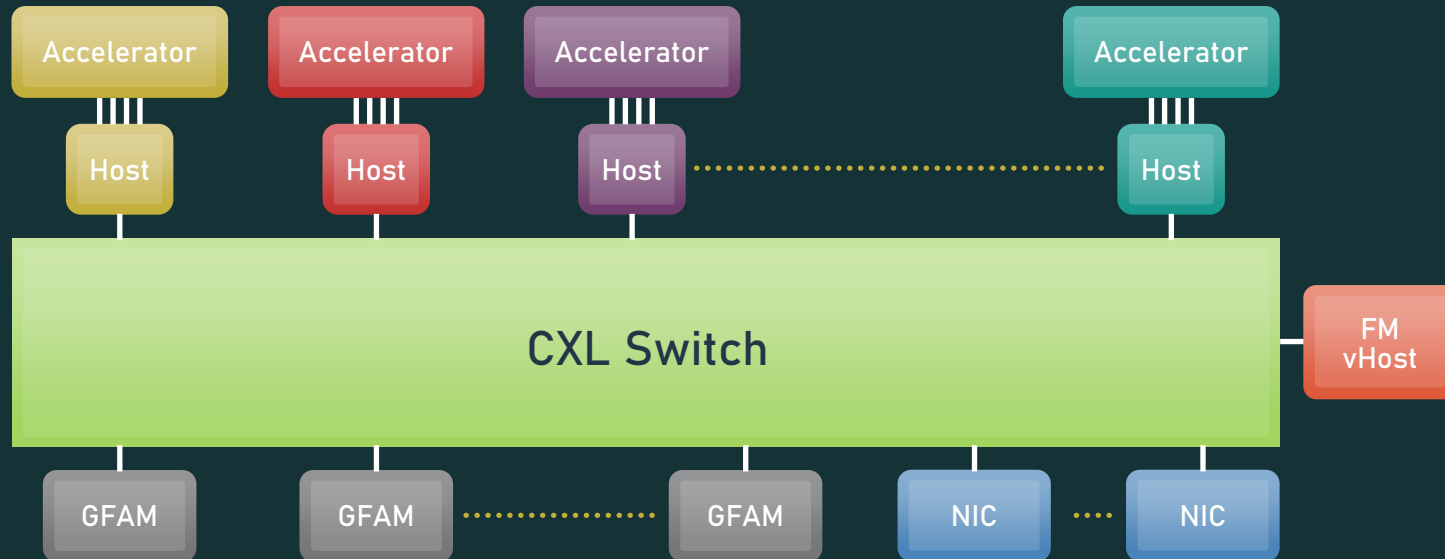 Accelerator
Accelerator
Accelerator
Accelerator
Host
Host
Host
Host
CXL Switch
FM
vHost
GFAM
GFAM
GFAM
NIC
NIC